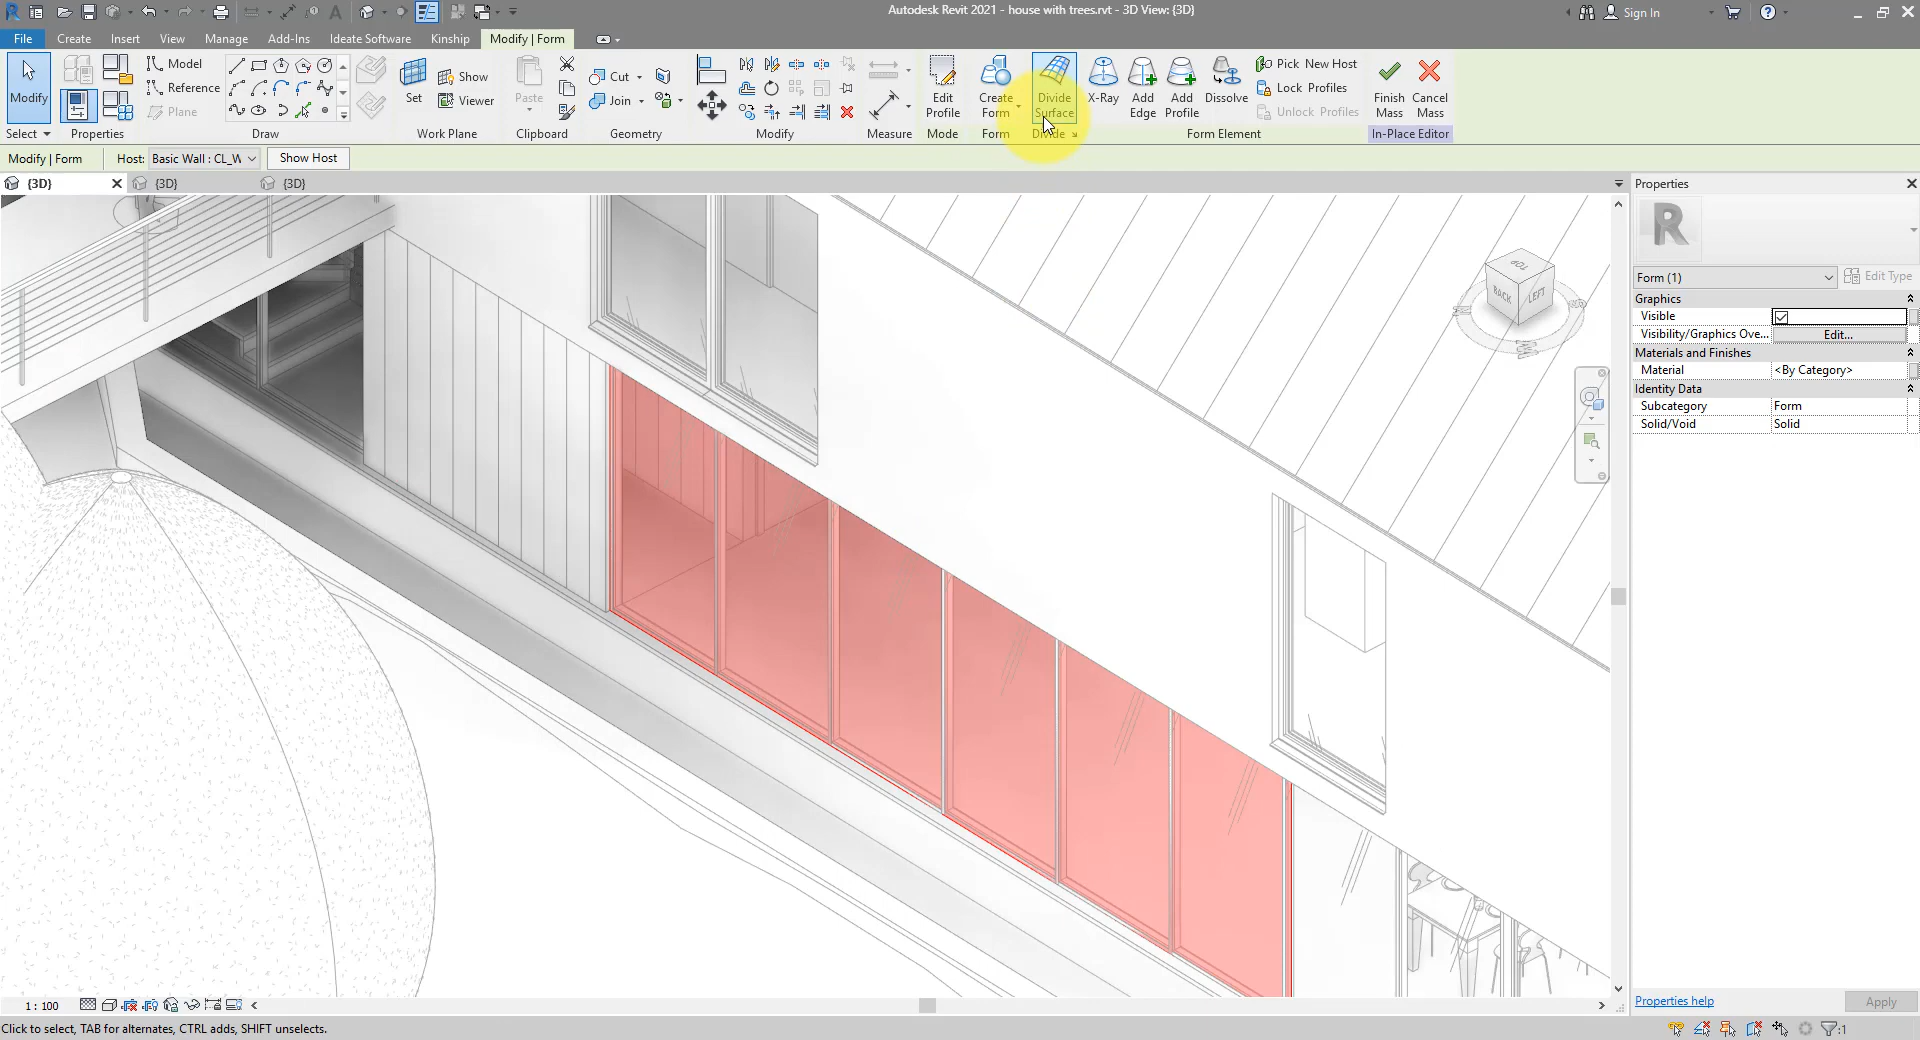 Autodesk Revit 2021 - house with trees.rvt - 3D View: {3D}
Sign In
File Create Insert View Manage Add-Ins Ideate Software Kinship Modify | Form
Modify
Select
Properties
Model
Reference
Plane
Draw
Set
Show
Viewer
Work Plane
Paste
Clipboard
Cut
Join
Geometry
Modify
Measure
Edit
Profile
Mode
Create
Form
Form
Divide
Surface
Divide
X-Ray
Add
Edge
Add
Profile
Dissolve
Pick New Host
Lock Profiles
Unlock Profiles
Form Element
Finish
Mass
Cancel
Mass
In-Place Editor
Modify | Form Host: Basic Wall : CL_W Show Host
{3D} {3D} {3D}
TOP
BACK
LEFT
Properties
R
Form (1) Edit Type
Graphics
Visible
Visibility/Graphics Ove... Edit...
Materials and Finishes
Material <By Category>
Identity Data
Subcategory Form
Solid/Void Solid
Properties help Apply
1 : 100
Click to select, TAB for alternates, CTRL adds, SHIFT unselects.
:1